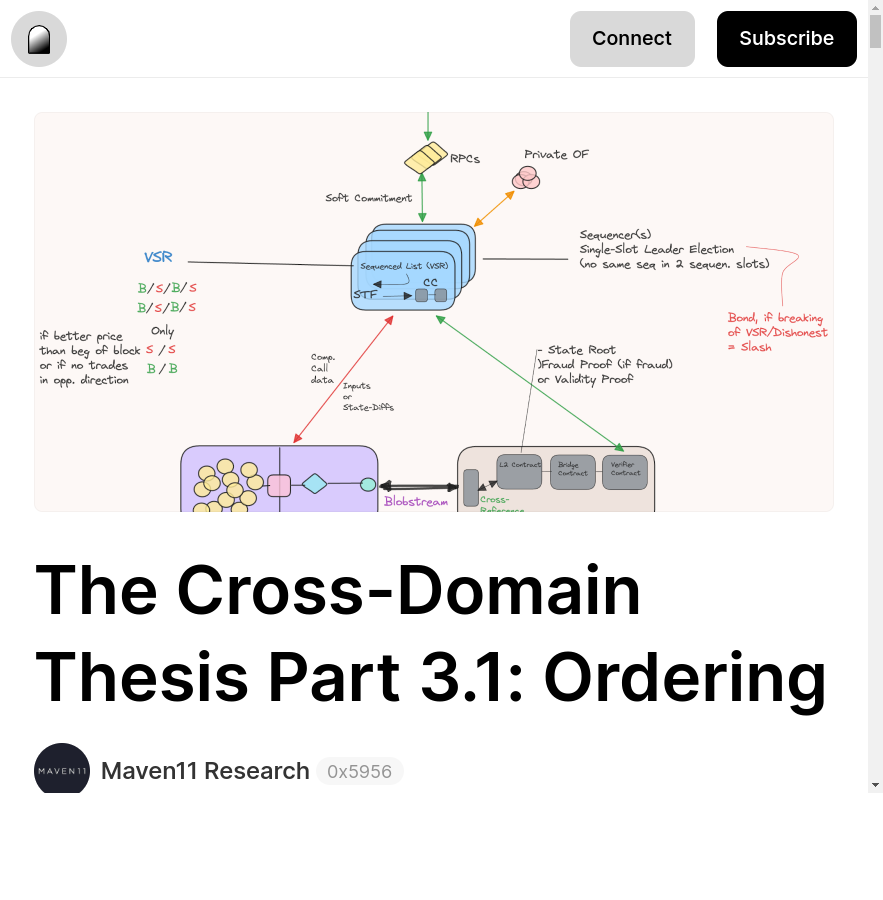 Connect
Subscribe
RPCs
Private OF
Soft Commitment
Sequencer(s)
Single-Slot Leader Election
(no same seq in 2 sequen. slots)
VSR
Sequenced List (VSR)
CC
STF
B/S/B/S
B/S/B/S
Only
S / S
B / B
if better price
than beg of block
or if no trades
in opp. direction
Bond, if breaking
of VSR/Dishonest
= Slash
Comp.
Call
data
Inputs
or
State-Diffs
- State Root
)Fraud Proof (if fraud)
or Validity Proof
L2 Contract
Bridge
Contract
Verifier
Contract
Blobstream
Cross-
Reference
The Cross-Domain
Thesis Part 3.1: Ordering
MAVEN11
Maven11 Research
0x5956